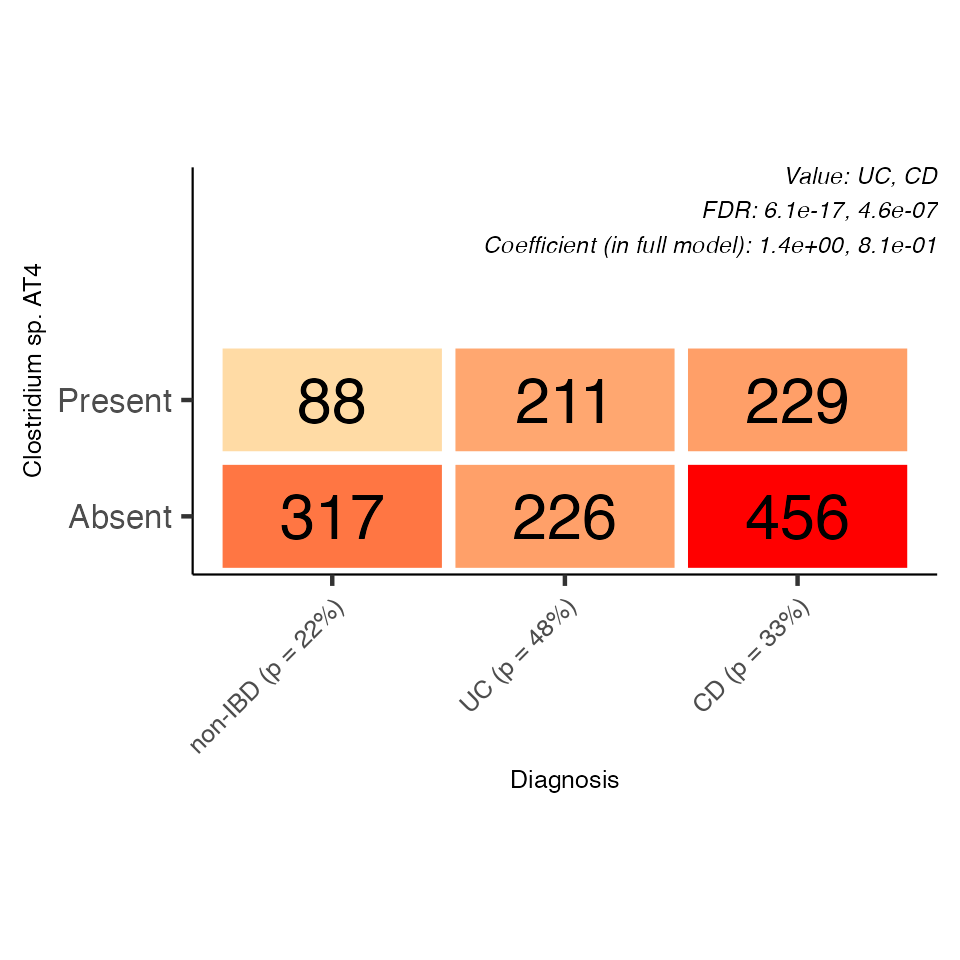 Value: UC, CD
FDR: 6.1e-17, 4.6e-07
Coefficient (in full model): 1.4e+00, 8.1e-01
Clostridium sp. AT4
Present
88
211
229
Absent
317
226
456
non-IBD (p = 22%)
UC (p = 48%)
CD (p = 33%)
Diagnosis